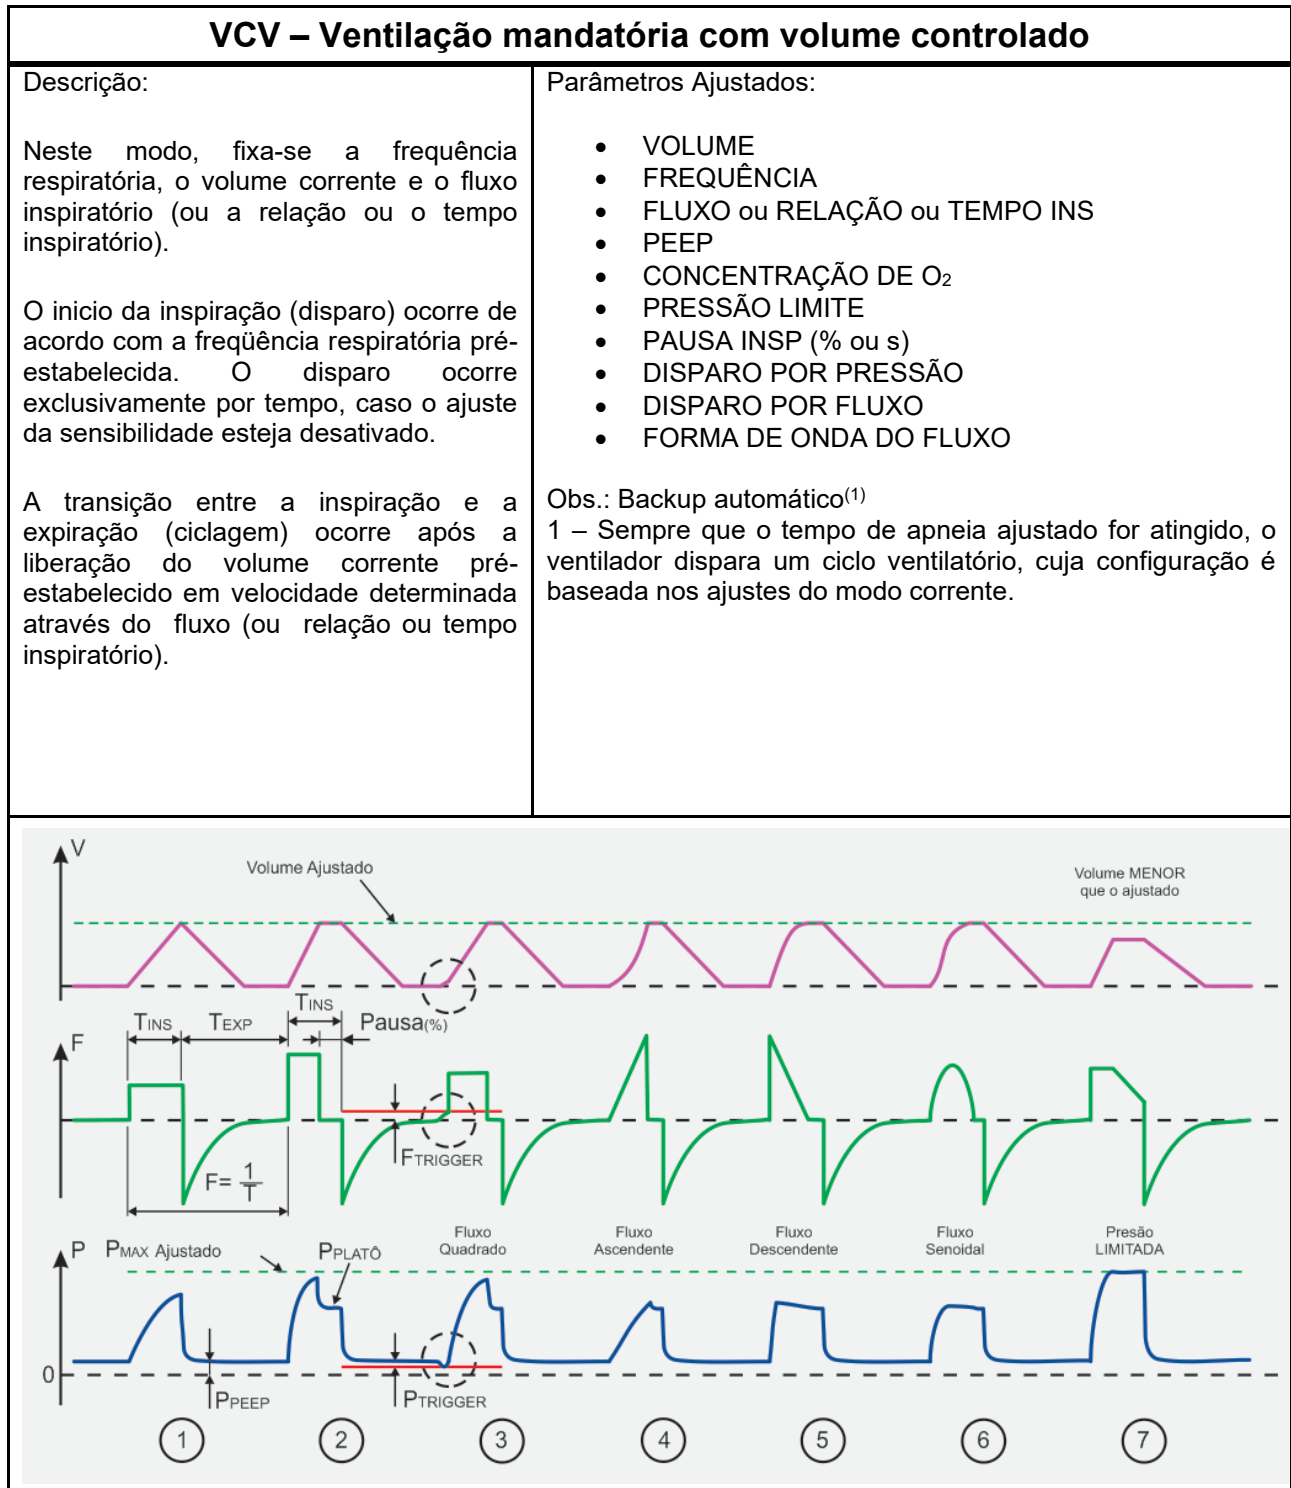 VCV – Ventilação mandatória com volume controlado
Descrição:
Neste modo, fixa-se a frequência
respiratória, o volume corrente e o fluxo
inspiratório (ou a relação ou o tempo
inspiratório).
O inicio da inspiração (disparo) ocorre de
acordo com a freqüência respiratória pré-
estabelecida. O disparo ocorre
exclusivamente por tempo, caso o ajuste
da sensibilidade esteja desativado.
A transição entre a inspiração e a
expiração (ciclagem) ocorre após a
liberação do volume corrente pré-
estabelecido em velocidade determinada
através do fluxo (ou relação ou tempo
inspiratório).
Parâmetros Ajustados:
• VOLUME
• FREQUÊNCIA
• FLUXO ou RELAÇÃO ou TEMPO INS
• PEEP
• CONCENTRAÇÃO DE O2
• PRESSÃO LIMITE
• PAUSA INSP (% ou s)
• DISPARO POR PRESSÃO
• DISPARO POR FLUXO
• FORMA DE ONDA DO FLUXO
Obs.: Backup automático(1)
1 – Sempre que o tempo de apneia ajustado for atingido, o
ventilador dispara um ciclo ventilatório, cuja configuração é
baseada nos ajustes do modo corrente.
V
Volume Ajustado
Volume MENOR
que o ajustado
F
TINS
TEXP
TINS
Pausa(%)
FTRIGGER
F= 1/T
P
PMAX Ajustado
PPLATÔ
Fluxo
Quadrado
Fluxo
Ascendente
Fluxo
Descendente
Fluxo
Senoidal
Presão
LIMITADA
0
PPEEP
PTRIGGER
1
2
3
4
5
6
7